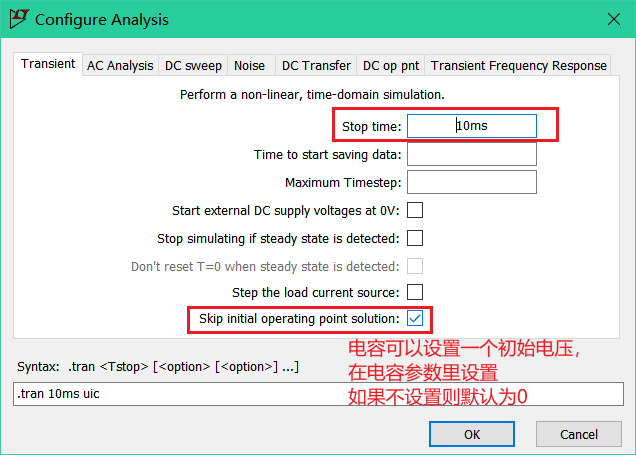 Configure Analysis
Transient AC Analysis DC sweep Noise DC Transfer DC op pnt Transient Frequency Response
Perform a non-linear, time-domain simulation.
Stop time: 10ms
Time to start saving data:
Maximum Timestep:
Start external DC supply voltages at 0V:
Stop simulating if steady state is detected:
Don't reset T=0 when steady state is detected:
Step the load current source:
Skip initial operating point solution:
电容可以设置一个初始电压，
在电容参数里设置
如果不设置则默认为0
Syntax: .tran <Tstop> [<option> [<option>] ...]
.tran 10ms uic
OK Cancel